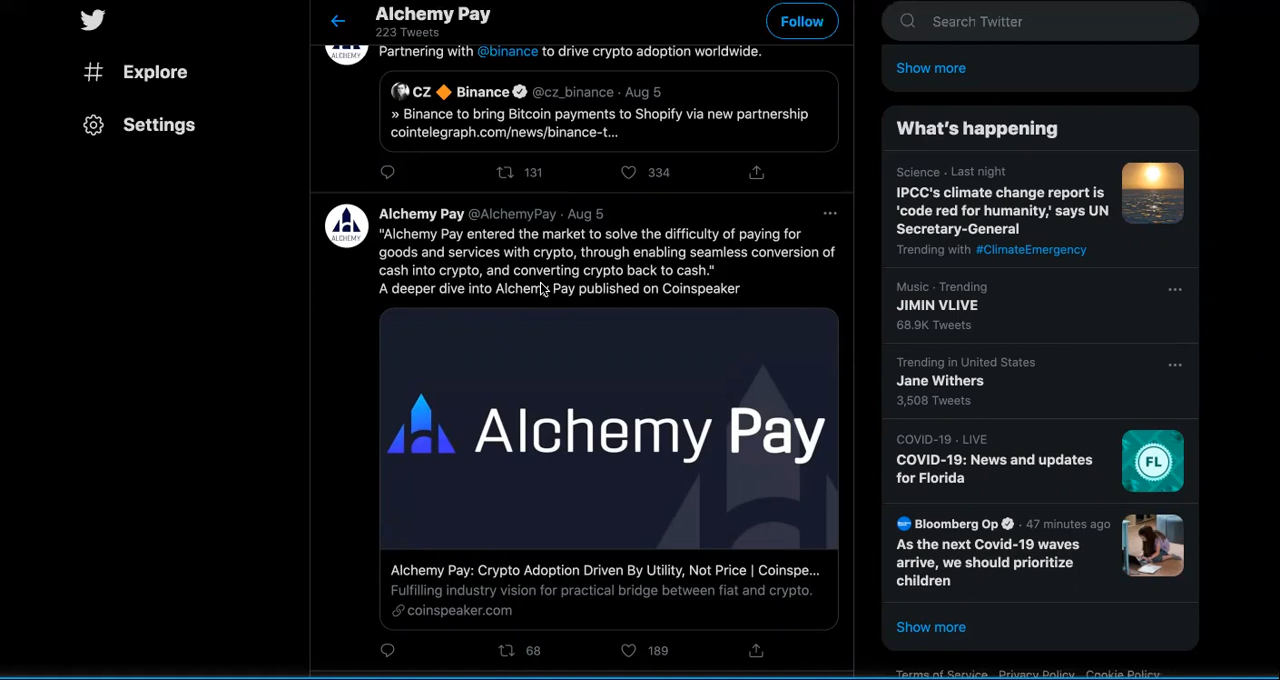 Explore
Settings
Alchemy Pay
223 Tweets
Follow
ALCHEMY
Partnering with @binance to drive crypto adoption worldwide.
CZ 🔶 Binance @cz_binance · Aug 5
» Binance to bring Bitcoin payments to Shopify via new partnership
cointelegraph.com/news/binance-t...
131
334
ALCHEMY
Alchemy Pay @AlchemyPay · Aug 5
"Alchemy Pay entered the market to solve the difficulty of paying for
goods and services with crypto, through enabling seamless conversion of
cash into crypto, and converting crypto back to cash."
A deeper dive into Alchemy Pay published on Coinspeaker
Alchemy Pay
Alchemy Pay: Crypto Adoption Driven By Utility, Not Price | Coinspe...
Fulfilling industry vision for practical bridge between fiat and crypto.
coinspeaker.com
68
189
Search Twitter
Show more
What's happening
Science · Last night
IPCC's climate change report is
'code red for humanity,' says UN
Secretary-General
Trending with #ClimateEmergency
Music · Trending
JIMIN VLIVE
68.9K Tweets
Trending in United States
Jane Withers
3,508 Tweets
COVID-19 · LIVE
COVID-19: News and updates
for Florida
FL
Bloomberg Op · 47 minutes ago
As the next Covid-19 waves
arrive, we should prioritize
children
Show more
Terms of Service Privacy Policy Cookie Policy